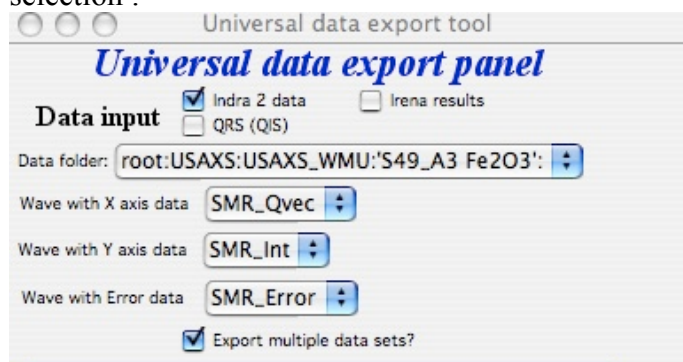 selection :
Universal data export tool
Universal data export panel
Data input
Indra 2 data
Irena results
QRS (QIS)
Data folder: root:USAXS:USAXS_WMU:'S49_A3 Fe2O3':
Wave with X axis data SMR_Qvec
Wave with Y axis data SMR_Int
Wave with Error data SMR_Error
Export multiple data sets?